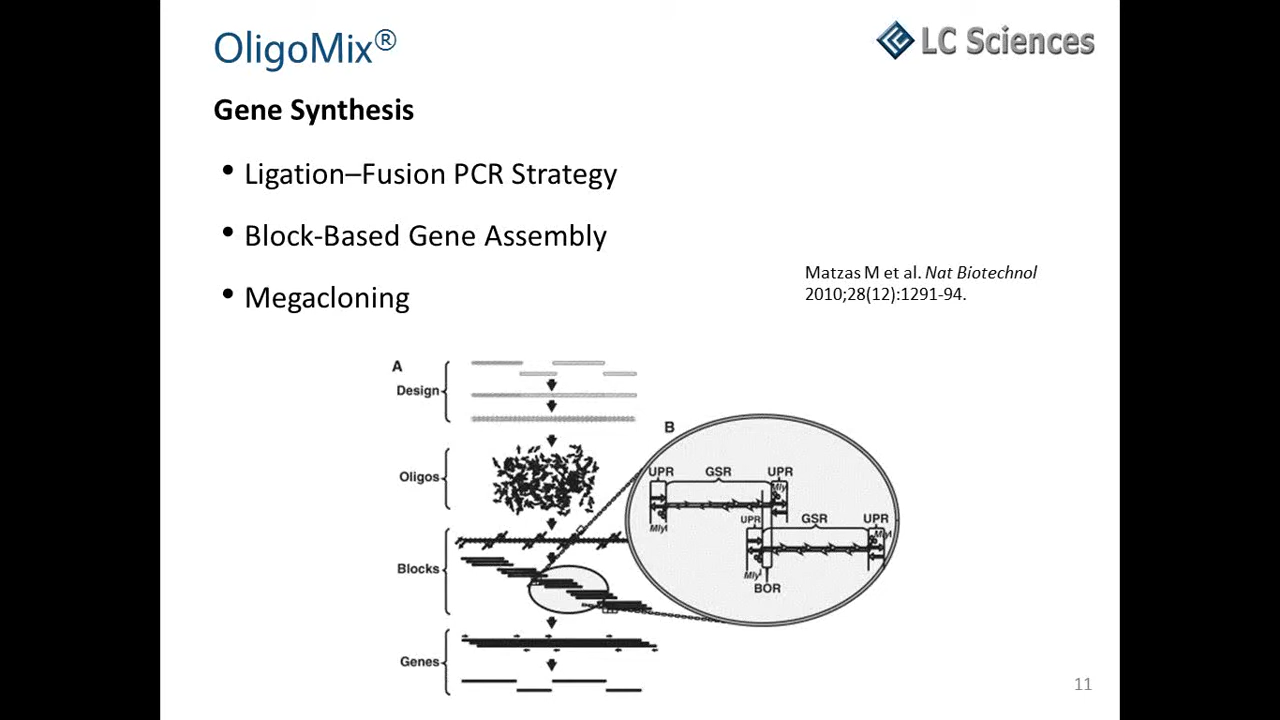 OligoMix®
LC Sciences
Gene Synthesis
• Ligation–Fusion PCR Strategy
• Block-Based Gene Assembly
• Megacloning
Matzas M et al. Nat Biotechnol
2010;28(12):1291-94.
A
Design
Oligos
Blocks
Genes
B
UPR GSR UPR
MlyI
MlyI
UPR GSR UPR
MlyI
MlyI
BOR
11